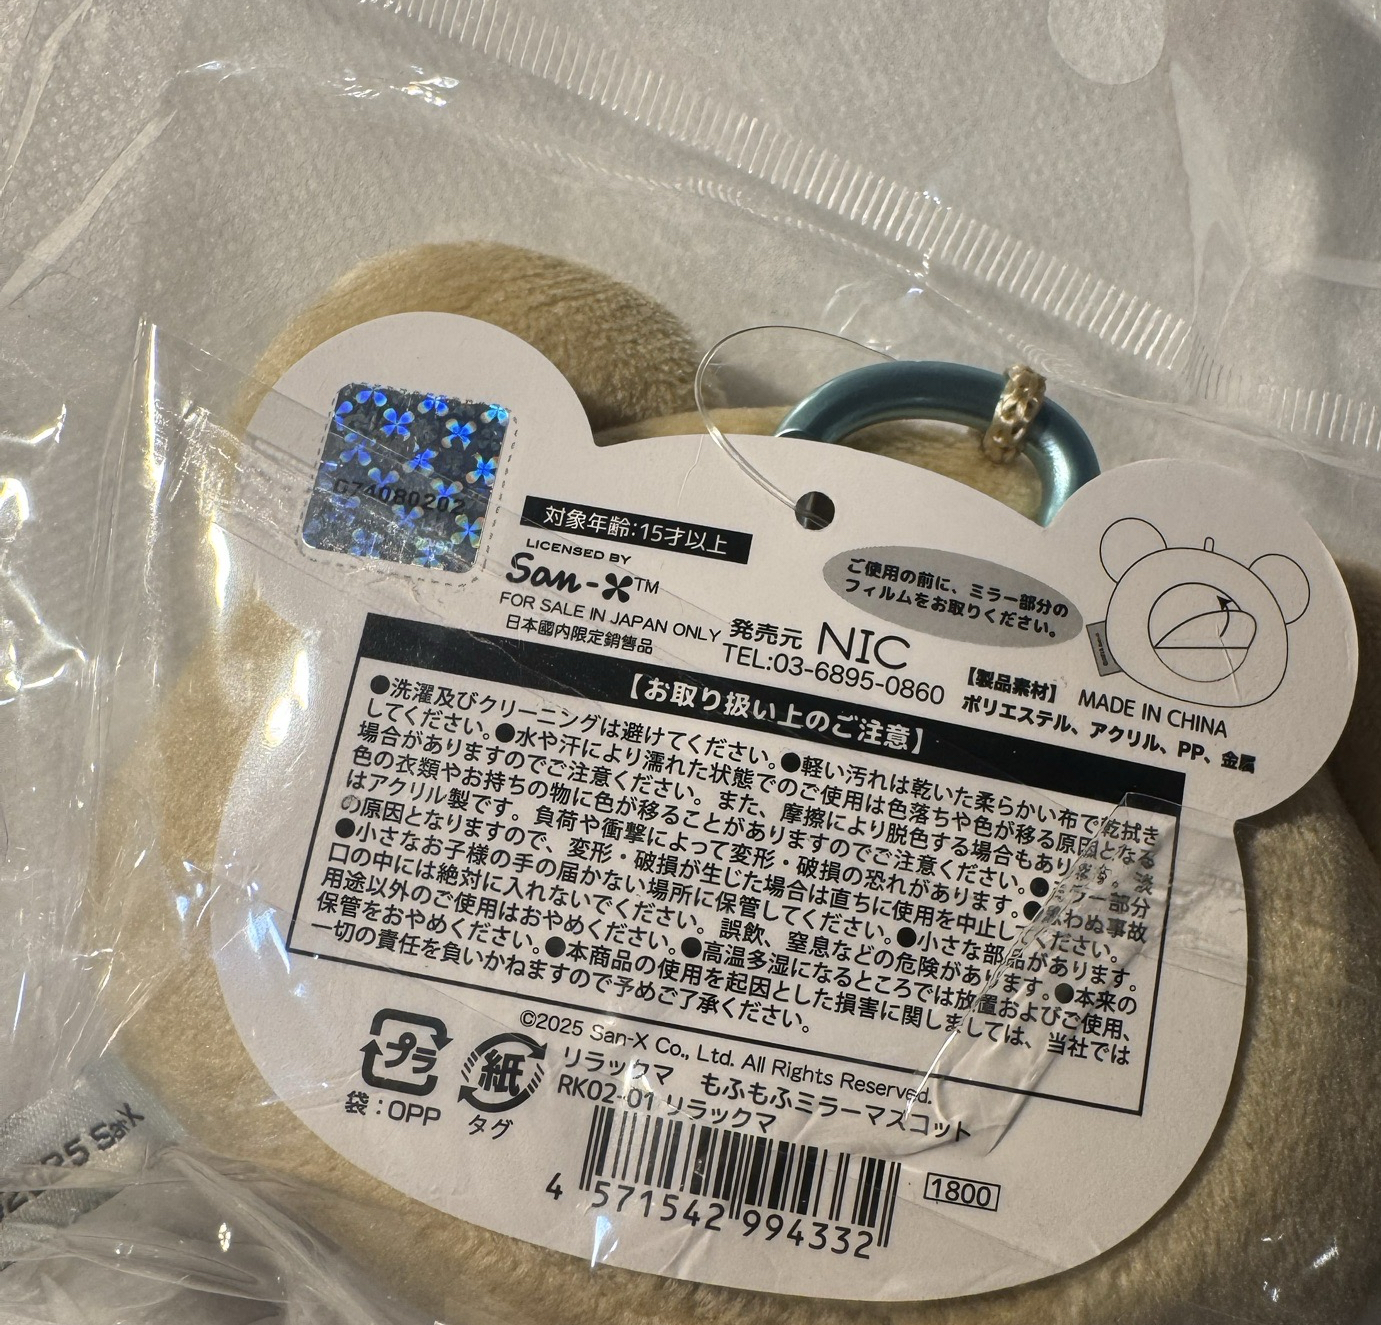 G74080202
対象年齢:15才以上
LICENSED BY
San-X™
FOR SALE IN JAPAN ONLY
日本國内限定銷售品
発売元 NIC
TEL:03-6895-0860
ご使用の前に、ミラー部分の
フィルムをお取りください。
【製品素材】 MADE IN CHINA
ポリエステル、アクリル、PP、金属
【お取り扱い上のご注意】
●洗濯及びクリーニングは避けてください。●軽い汚れは乾いた柔らかい布で乾拭き
してください。●水や汗により濡れた状態でのご使用は色落ちや色が移る原因となる
場合がありますのでご注意ください。また、摩擦により脱色する場合もあり 淡
色の衣類やお持ちの物に色が移ることがありますのでご注意ください。●ミラー部分
はアクリル製です。負荷や衝撃によって変形・破損の恐れがあります。●思わぬ事故
の原因となりますので、変形・破損が生じた場合は直ちに使用を中止してください。
●小さなお子様の手の届かない場所に保管してください。●小さな部品があります。
口の中には絶対に入れないでください。誤飲、窒息などの危険があります。●本来の
用途以外のご使用はおやめください。●高温多湿になるところでは放置およびご使用、
保管をおやめください。●本商品の使用を起因とした損害に関しましては、当社では
一切の責任を負いかねますので予めご了承ください。
©2025 San-X Co., Ltd. All Rights Reserved.
リラックマ もふもふミラーマスコット
RK02-01 リラックマ
プラ
袋:OPP
紙
タグ
4 571542 994332
1800
San-X